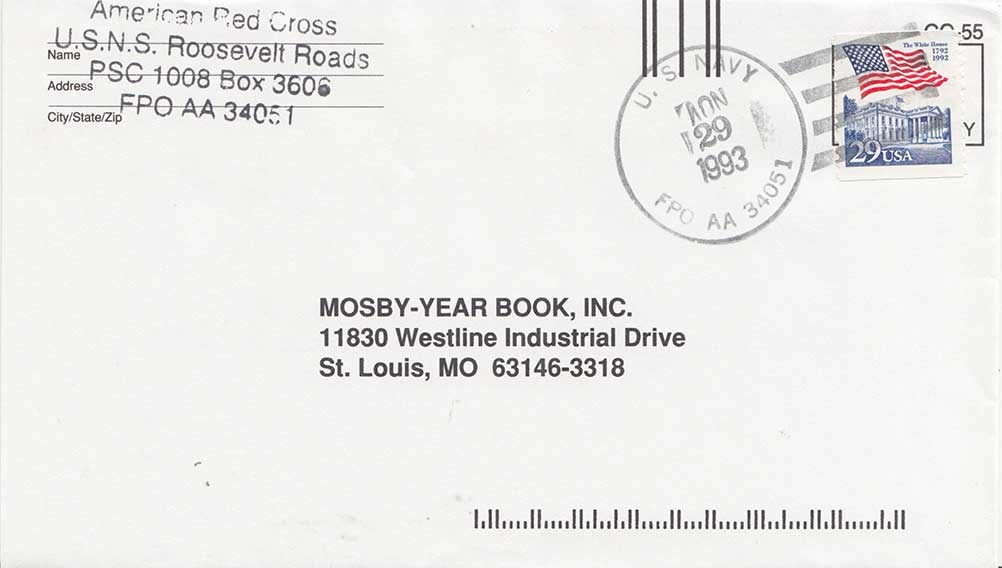 American Red Cross
U.S.N.S. Roosevelt Roads
Name
PSC 1008 Box 3606
Address
FPO AA 34051
City/State/Zip
U.S. NAVY
29
1993
FPO AA 34051
-55
The White House
1792
1992
29 USA
Y
MOSBY-YEAR BOOK, INC.
11830 Westline Industrial Drive
St. Louis, MO 63146-3318